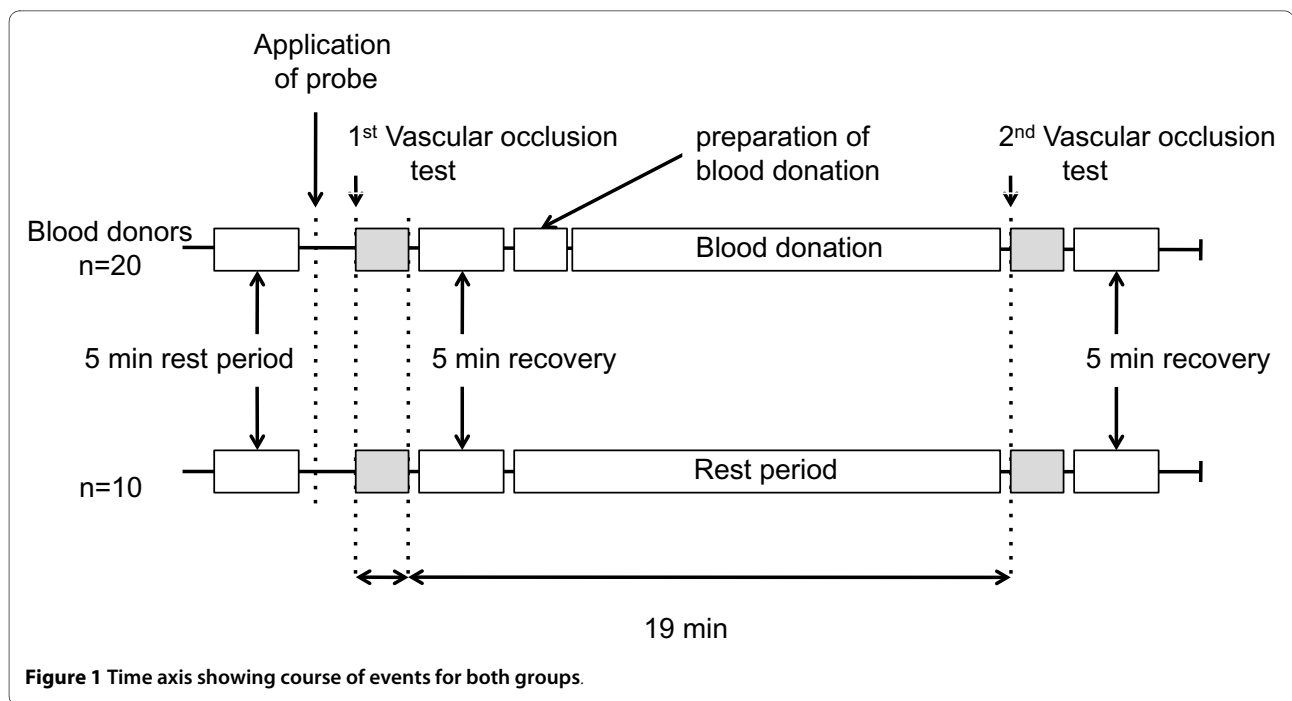 Application
of probe
1st Vascular occlusion
test
preparation of
blood donation
2nd Vascular occlusion
test
Blood donors
n=20
Blood donation
5 min rest period
5 min recovery
5 min recovery
n=10
Rest period
19 min
Figure 1 Time axis showing course of events for both groups.